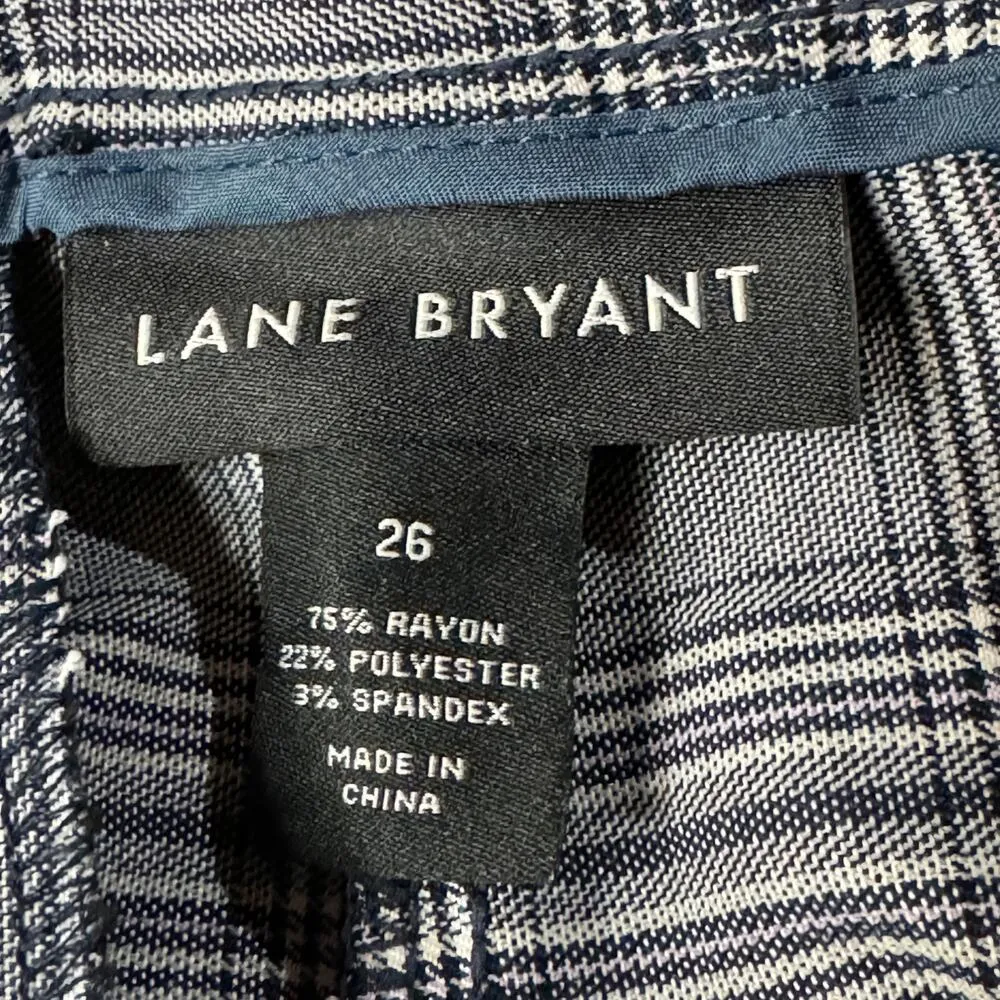 LANE BRYANT
26
75% RAYON
22% POLYESTER
3% SPANDEX
MADE IN
CHINA